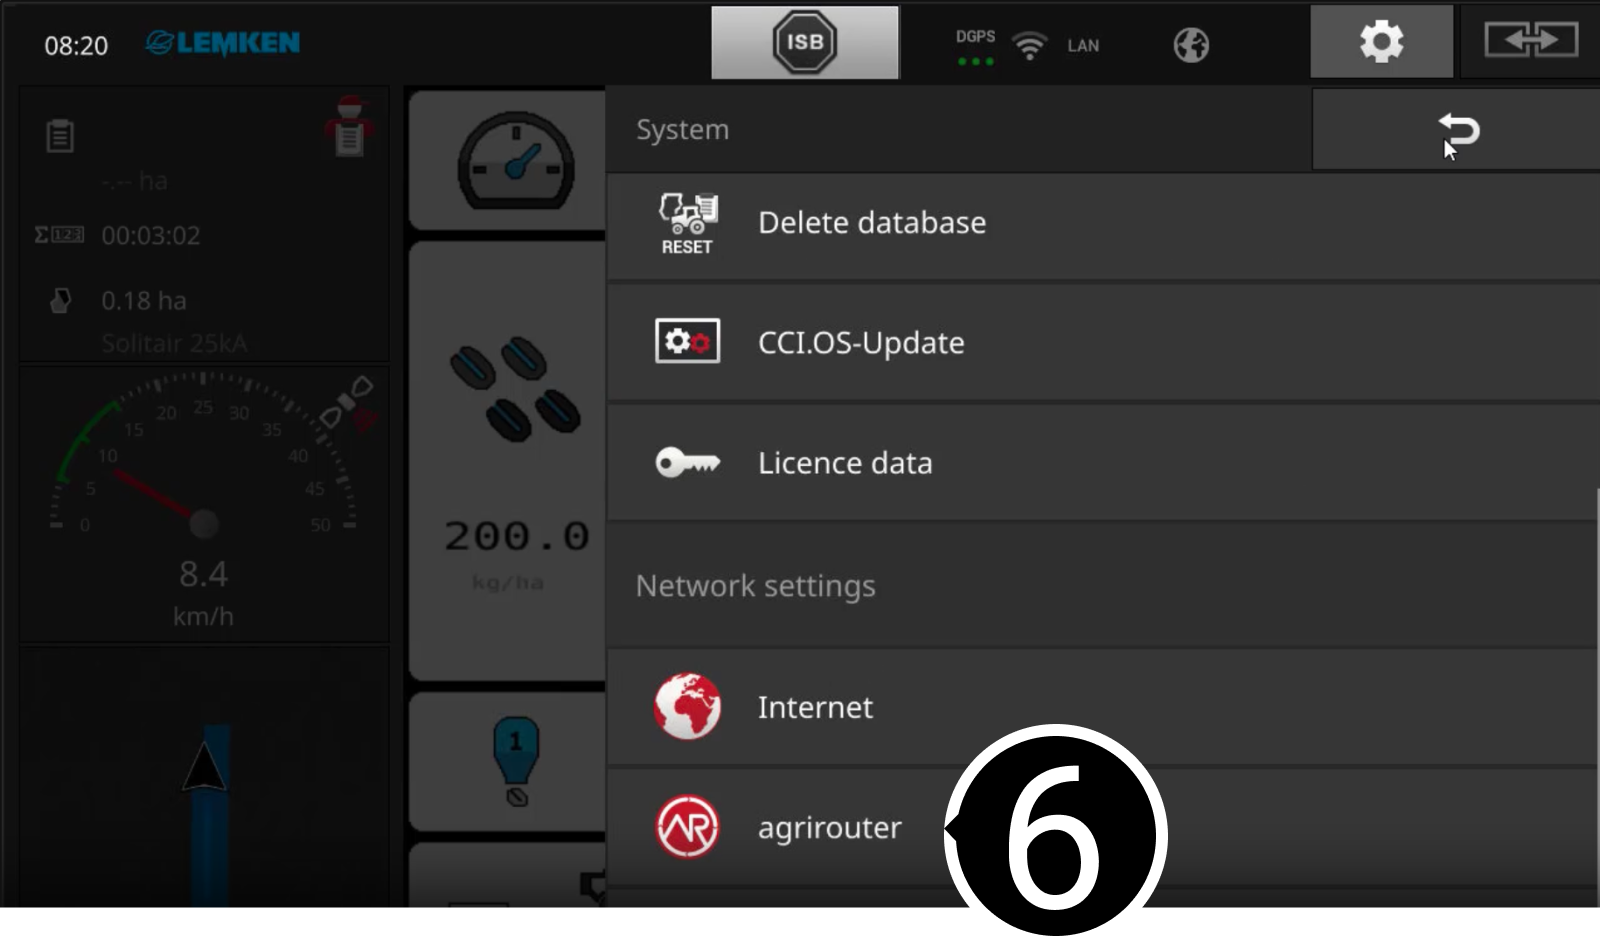 08:20
LEMKEN
ISB
DGPS
LAN
-.-- ha
Σ 123 00:03:02
0.18 ha
Solitair 25kA
0 5 10 15 20 25 30 35 40 45 50
8.4
km/h
0
200.0
kg/ha
1
System
RESET
Delete database
CCI.OS-Update
Licence data
Network settings
Internet
AR
agrirouter
6